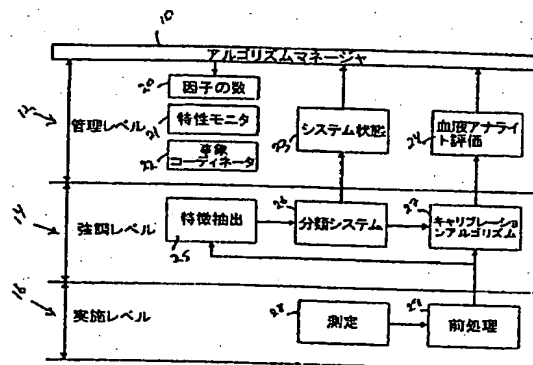 10
アルゴリズムマネージャ
20
因子の数
12
管理レベル
21
特性モニタ
22
事象
コーディネータ
23
システム状態
24
血液アナライ
ト評価
14
強調レベル
特徴抽出
25
26
分類システム
27
キャリブレーショ
ンアルゴリズム
16
実施レベル
28
測定
29
前処理